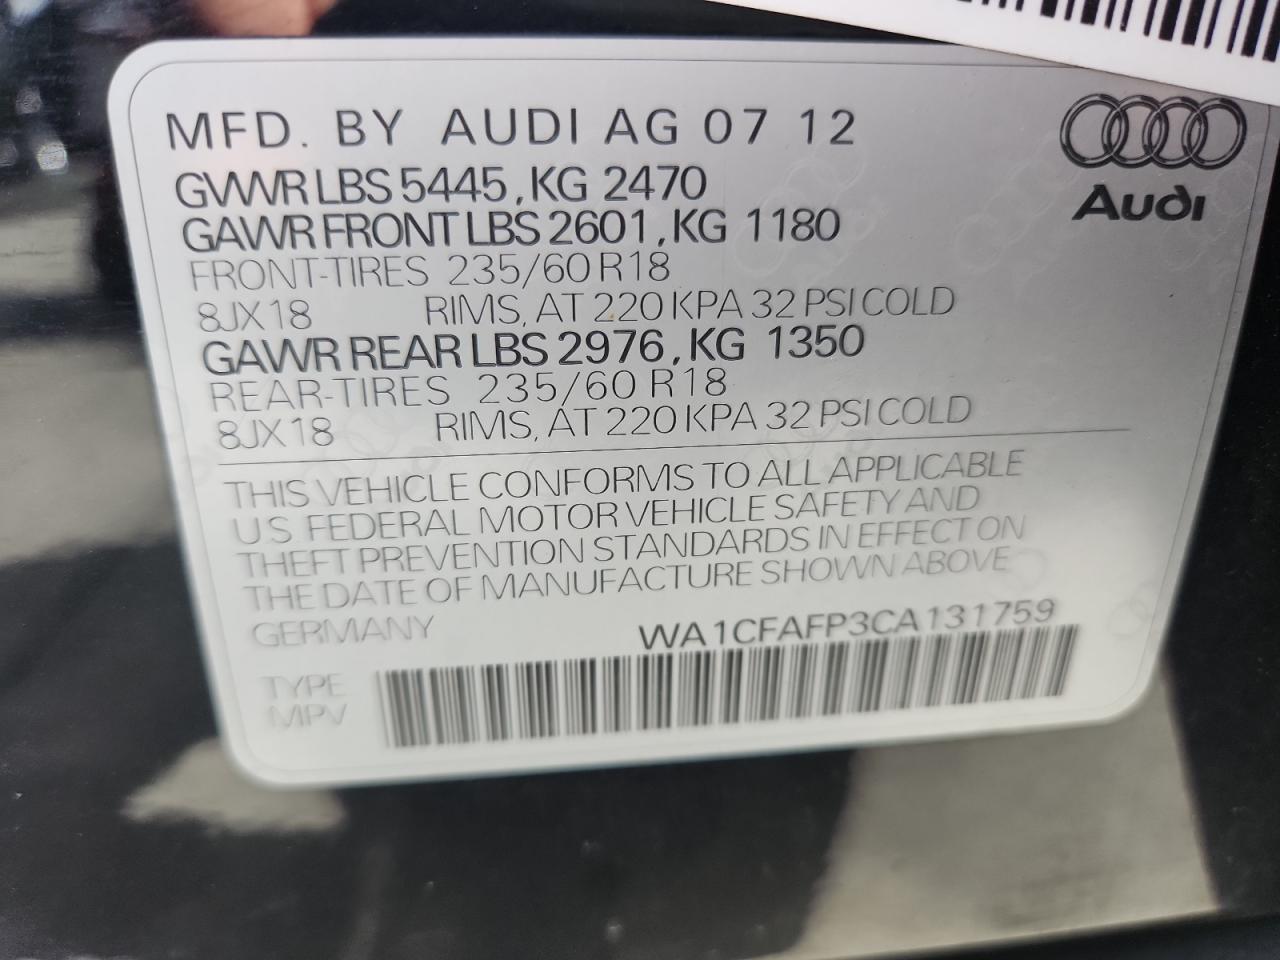 MFD. BY AUDI AG 07 12
GVWR LBS 5445, KG 2470
GAWR FRONT LBS 2601, KG 1180
FRONT-TIRES 235/60 R18
8JX18 RIMS, AT 220 KPA 32 PSI COLD
GAWR REAR LBS 2976, KG 1350
REAR-TIRES 235/60 R18
8JX18 RIMS, AT 220 KPA 32 PSI COLD
Audi
THIS VEHICLE CONFORMS TO ALL APPLICABLE
U.S. FEDERAL MOTOR VEHICLE SAFETY AND
THEFT PREVENTION STANDARDS IN EFFECT ON
THE DATE OF MANUFACTURE SHOWN ABOVE
GERMANY WA1CFAFP3CA131759
TYPE
MPV